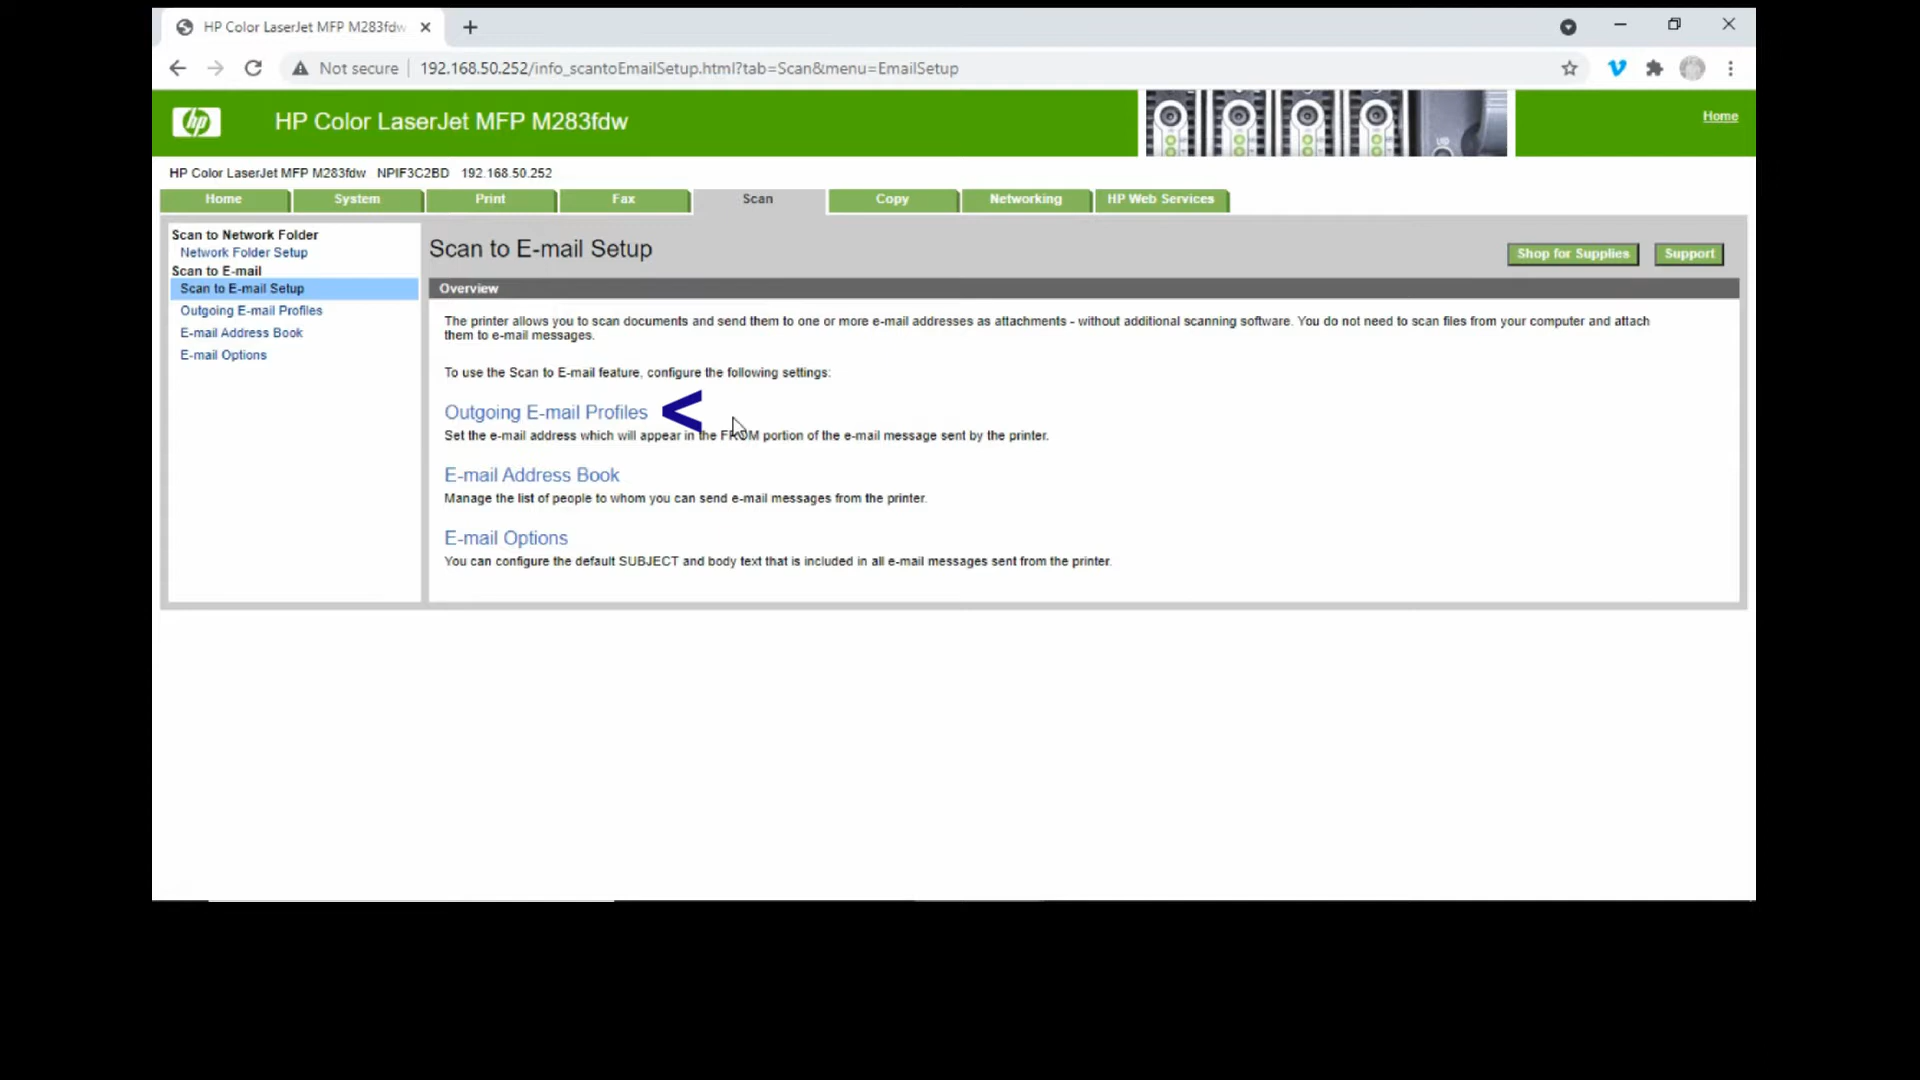 HP Color LaserJet MFP M283fdw
Not secure
192.168.50.252/info_scantoEmailSetup.html?tab=Scan&menu=EmailSetup
hp
HP Color LaserJet MFP M283fdw
Home
HP Color LaserJet MFP M283fdw NPIF3C2BD 192.168.50.252
Home System Print Fax Scan Copy Networking HP Web Services
Scan to Network Folder
Network Folder Setup
Scan to E-mail
Scan to E-mail Setup
Outgoing E-mail Profiles
E-mail Address Book
E-mail Options
Scan to E-mail Setup
Shop for Supplies
Support
Overview
The printer allows you to scan documents and send them to one or more e-mail addresses as attachments - without additional scanning software. You do not need to scan files from your computer and attach
them to e-mail messages.
To use the Scan to E-mail feature, configure the following settings:
Outgoing E-mail Profiles <
Set the e-mail address which will appear in the FROM portion of the e-mail message sent by the printer.
E-mail Address Book
Manage the list of people to whom you can send e-mail messages from the printer.
E-mail Options
You can configure the default SUBJECT and body text that is included in all e-mail messages sent from the printer.